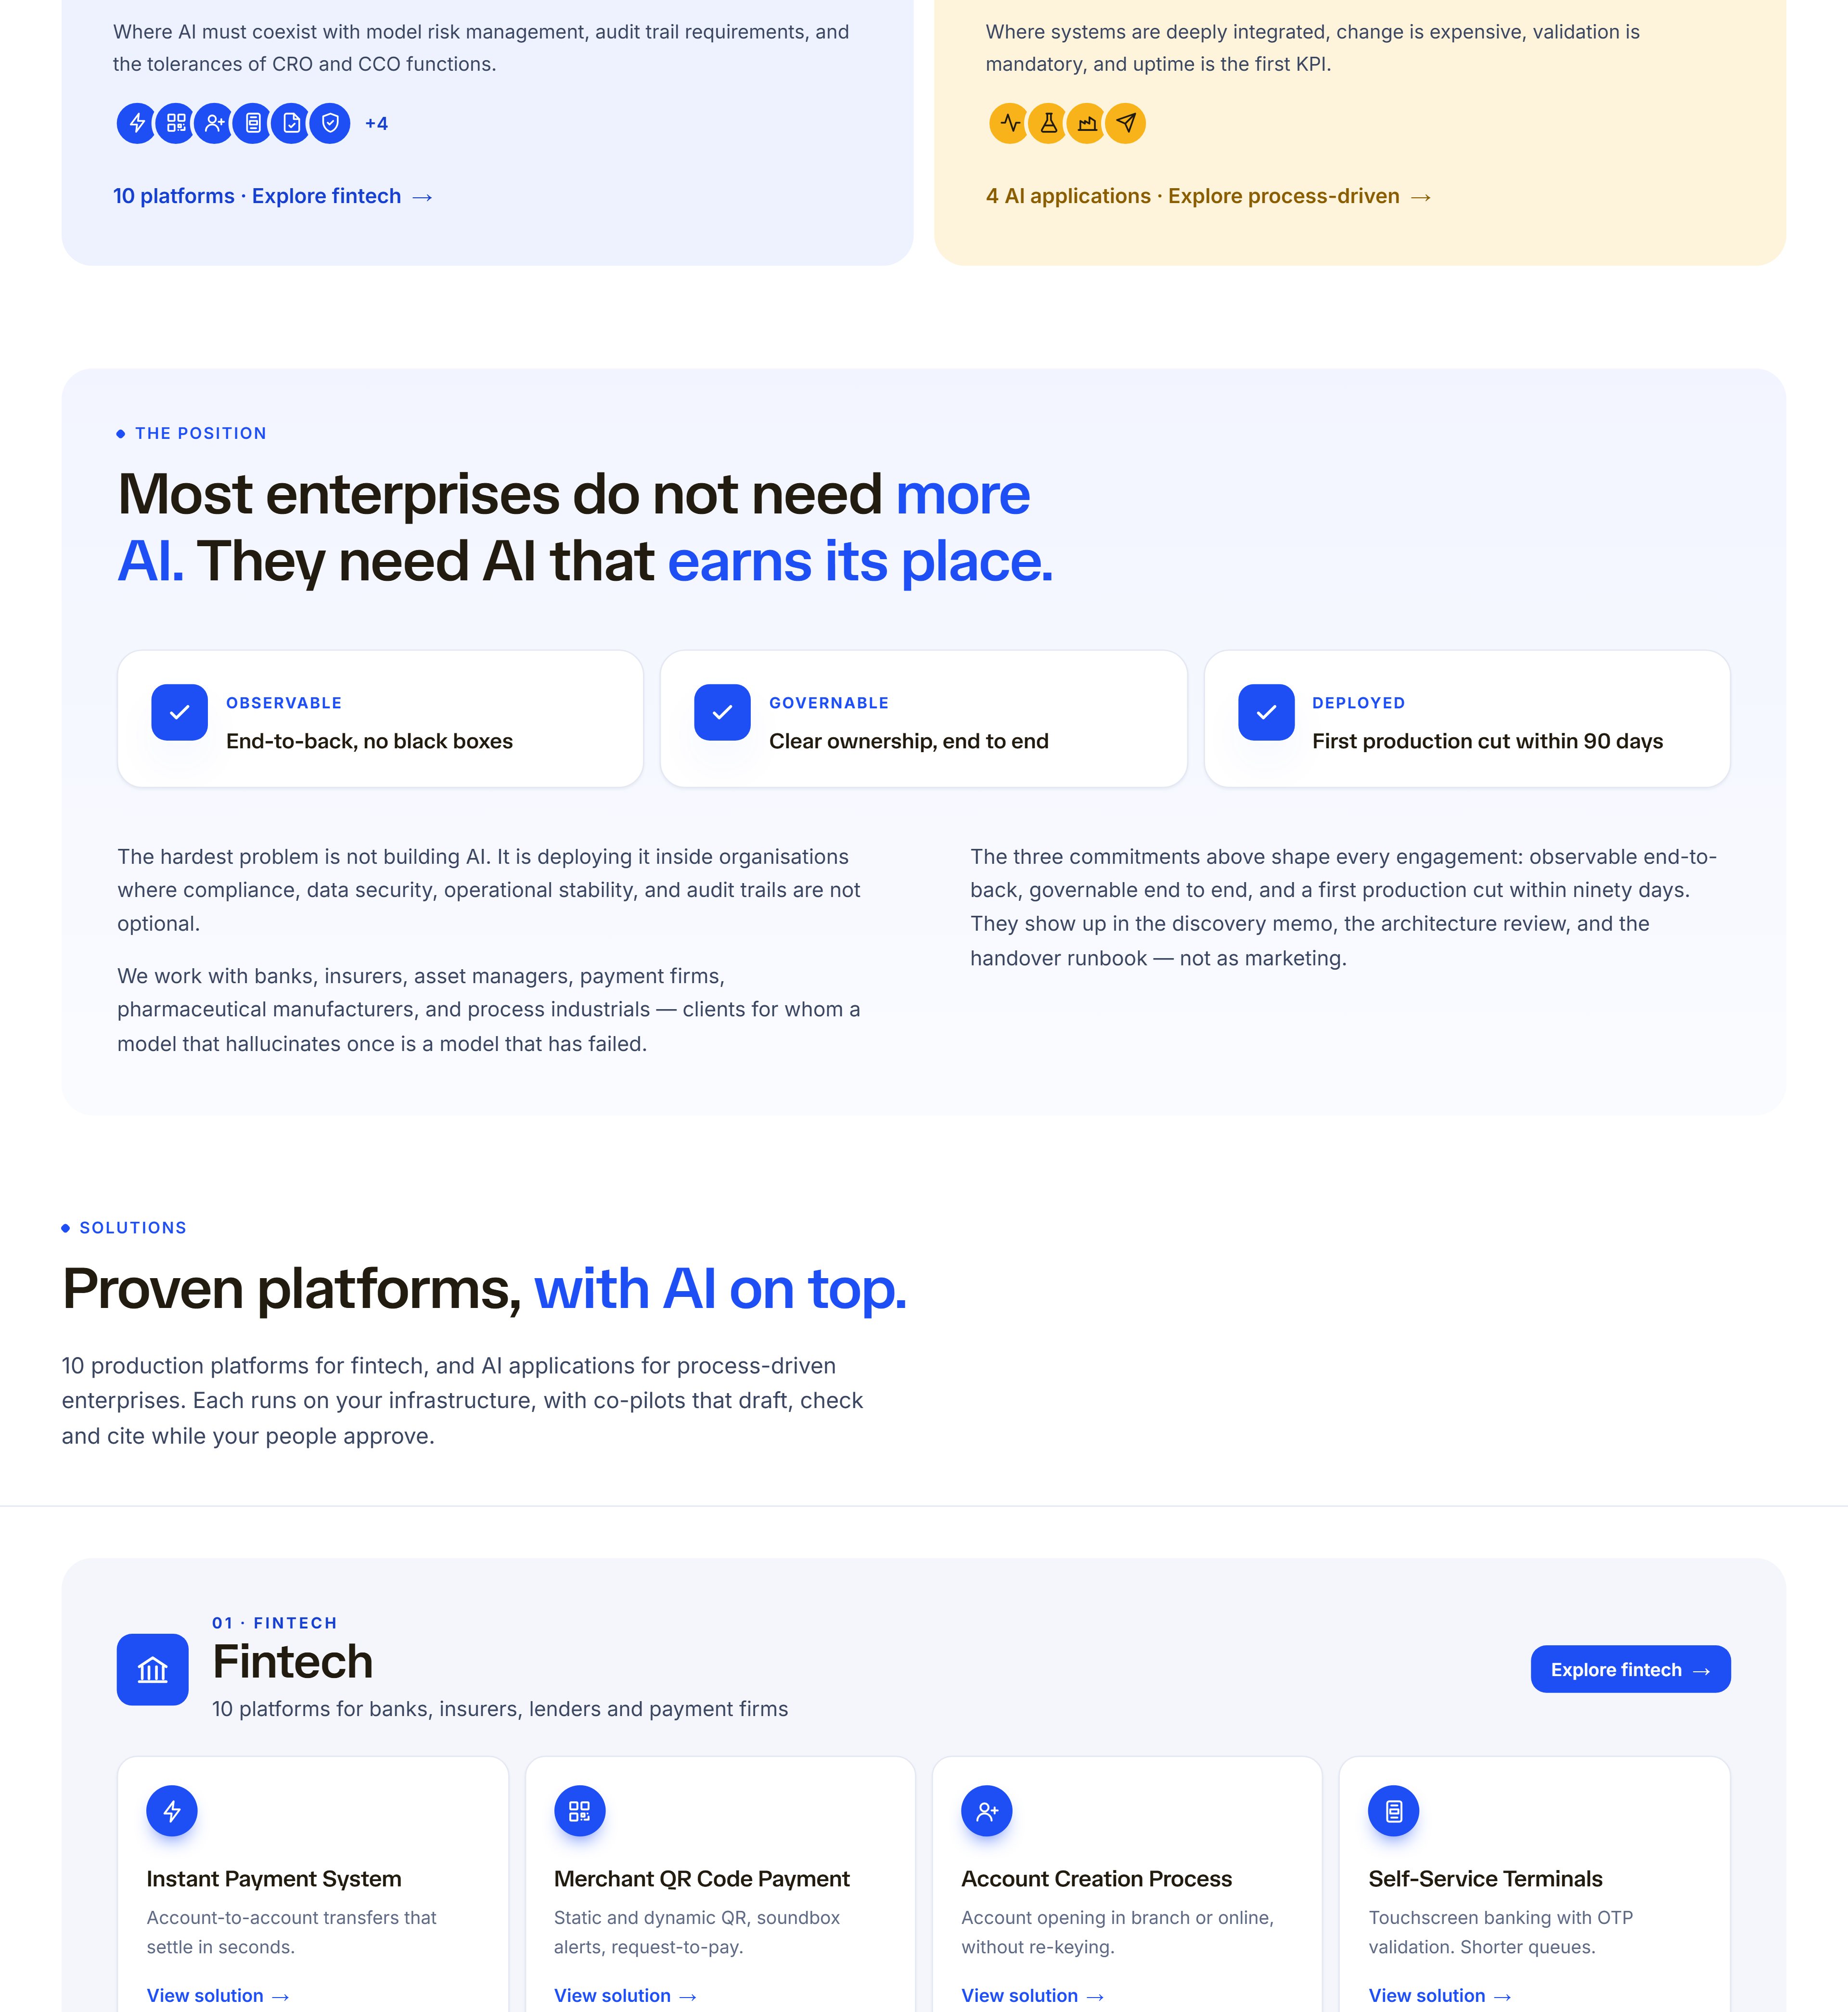 Where AI must coexist with model risk management, audit trail requirements, and
the tolerances of CRO and CCO functions.
+4
10 platforms · Explore fintech →
Where systems are deeply integrated, change is expensive, validation is
mandatory, and uptime is the first KPI.
4 AI applications · Explore process-driven →
THE POSITION
Most enterprises do not need more
AI. They need AI that earns its place.
OBSERVABLE
End-to-back, no black boxes
GOVERNABLE
Clear ownership, end to end
DEPLOYED
First production cut within 90 days
The hardest problem is not building AI. It is deploying it inside organisations
where compliance, data security, operational stability, and audit trails are not
optional.
We work with banks, insurers, asset managers, payment firms,
pharmaceutical manufacturers, and process industrials — clients for whom a
model that hallucinates once is a model that has failed.
The three commitments above shape every engagement: observable end-to-
back, governable end to end, and a first production cut within ninety days.
They show up in the discovery memo, the architecture review, and the
handover runbook — not as marketing.
SOLUTIONS
Proven platforms, with AI on top.
10 production platforms for fintech, and AI applications for process-driven
enterprises. Each runs on your infrastructure, with co-pilots that draft, check
and cite while your people approve.
01 · FINTECH
Fintech
10 platforms for banks, insurers, lenders and payment firms
Explore fintech →
Instant Payment System
Account-to-account transfers that
settle in seconds.
View solution →
Merchant QR Code Payment
Static and dynamic QR, soundbox
alerts, request-to-pay.
View solution →
Account Creation Process
Account opening in branch or online,
without re-keying.
View solution →
Self-Service Terminals
Touchscreen banking with OTP
validation. Shorter queues.
View solution →